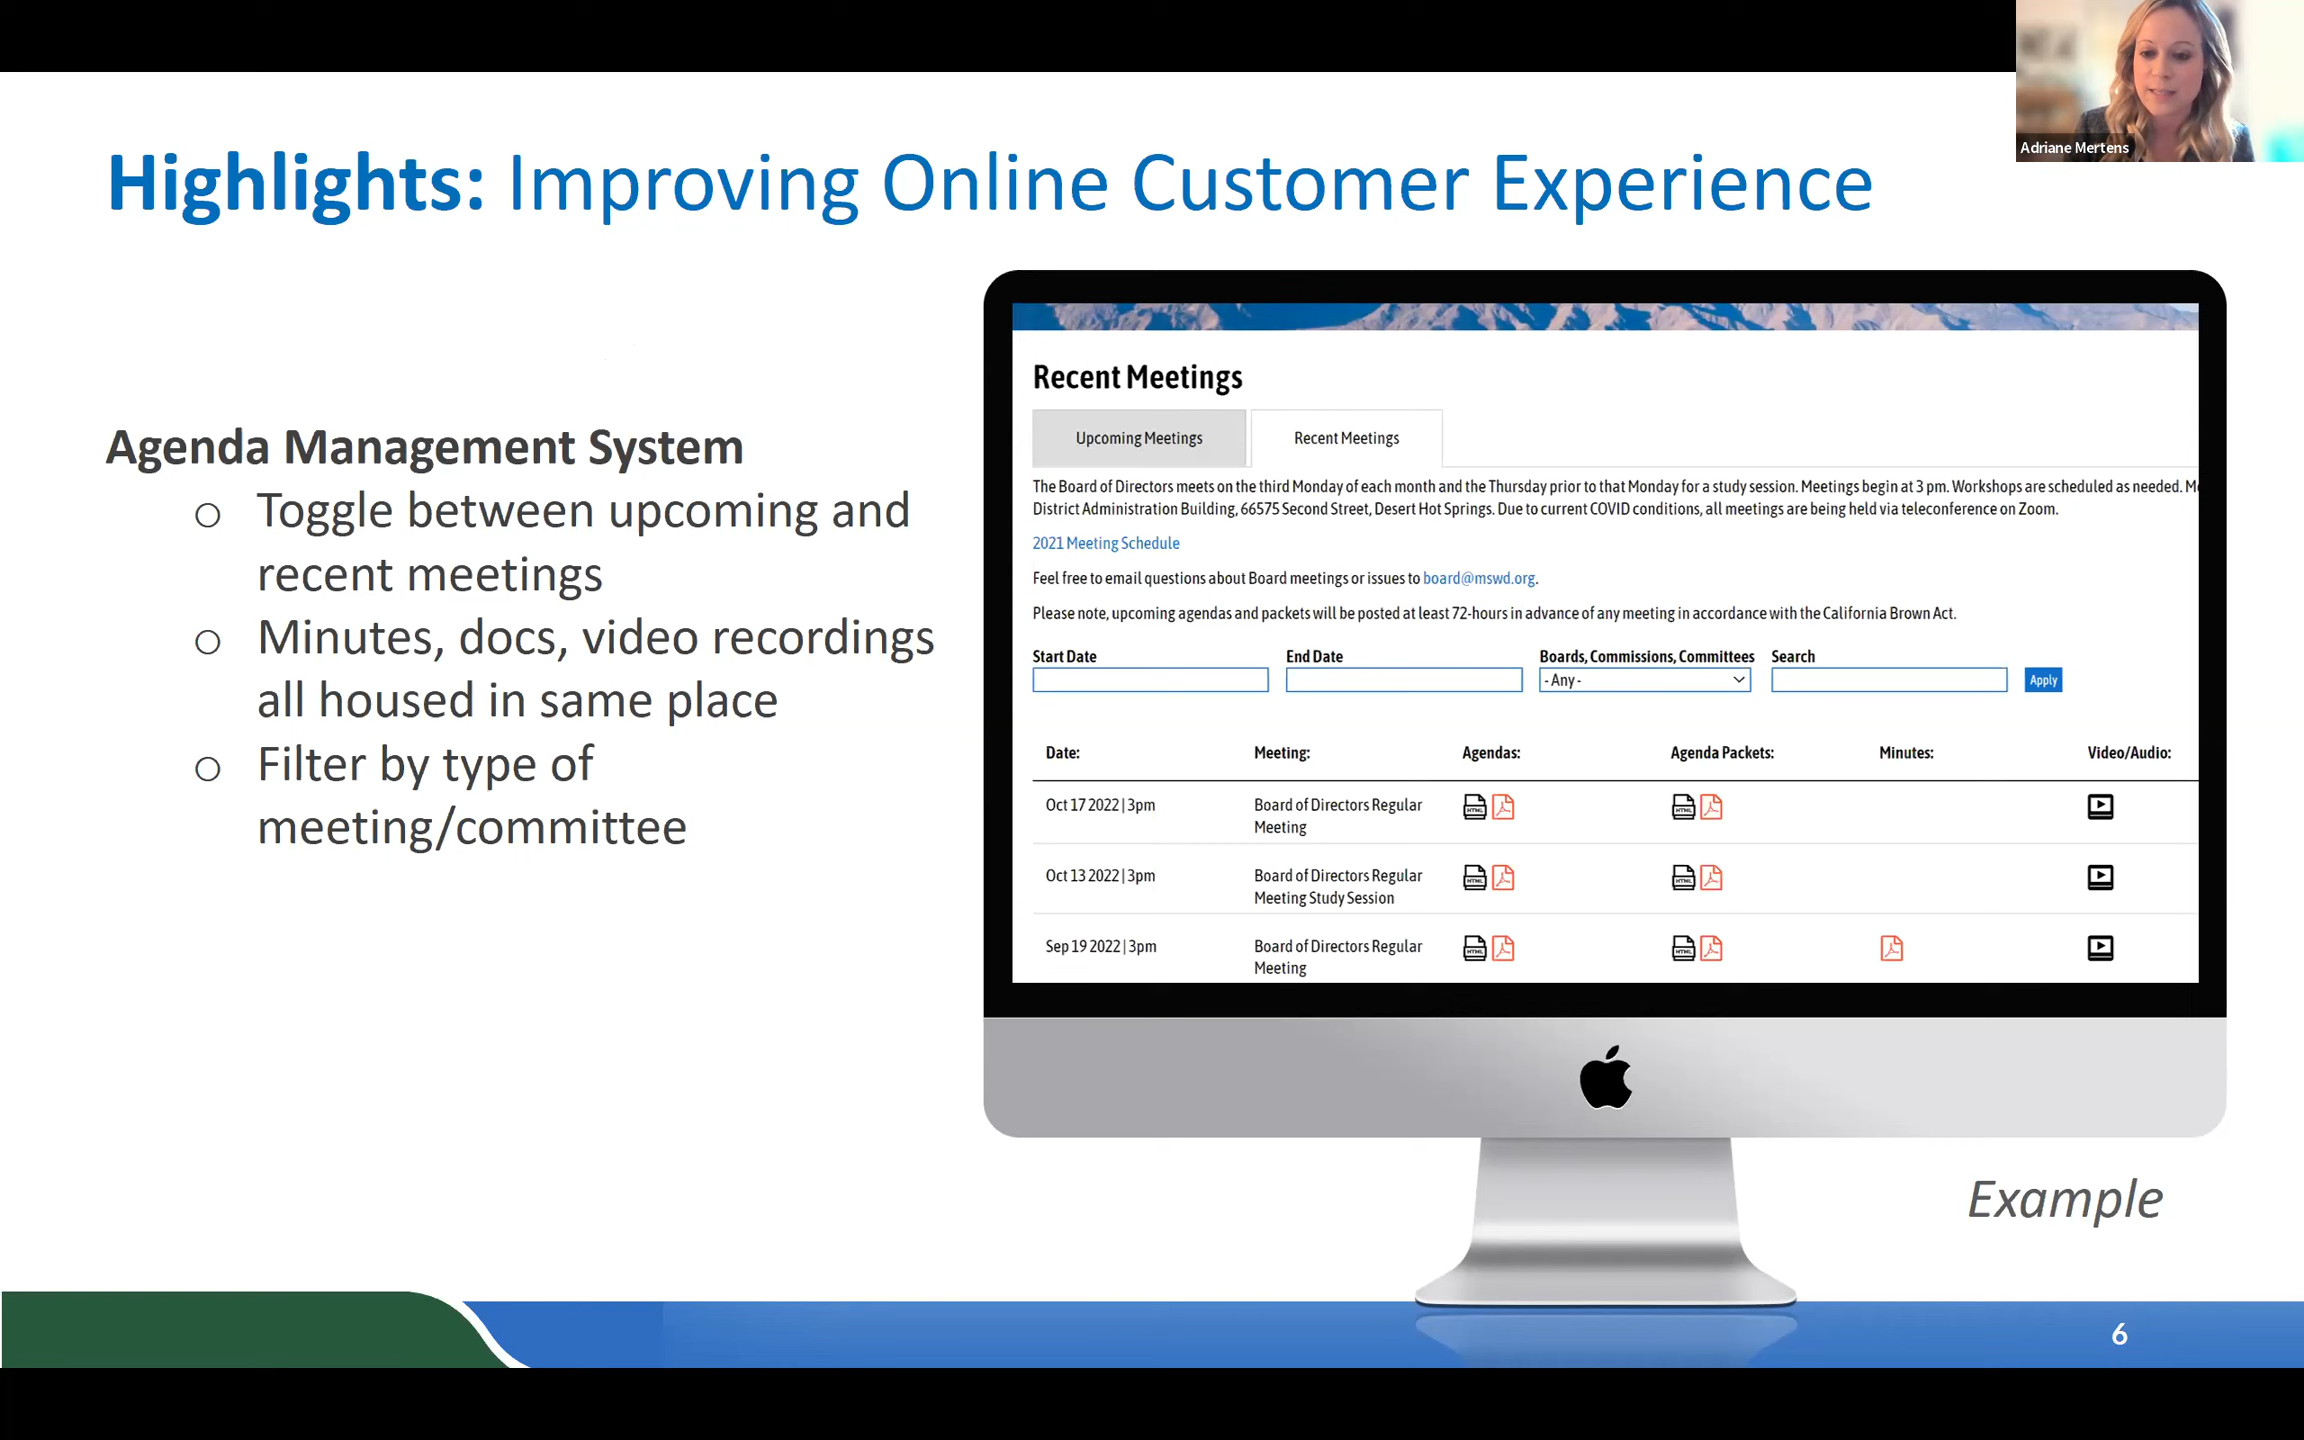 Adriane Mertens
Highlights: Improving Online Customer Experience
Agenda Management System
Toggle between upcoming and
recent meetings
Minutes, docs, video recordings
all housed in same place
Filter by type of
meeting/committee
Recent Meetings
Upcoming Meetings Recent Meetings
The Board of Directors meets on the third Monday of each month and the Thursday prior to that Monday for a study session. Meetings begin at 3 pm. Workshops are scheduled as needed.
District Administration Building, 66575 Second Street, Desert Hot Springs. Due to current COVID conditions, all meetings are being held via teleconference on Zoom.
2021 Meeting Schedule
Feel free to email questions about Board meetings or issues to board@mswd.org.
Please note, upcoming agendas and packets will be posted at least 72-hours in advance of any meeting in accordance with the California Brown Act.
Start Date End Date Boards, Commissions, Committees Search
- Any - Apply
Date: Meeting: Agendas: Agenda Packets: Minutes: Video/Audio:
Oct 17 2022 | 3pm Board of Directors Regular HTML HTML
Meeting
Oct 13 2022 | 3pm Board of Directors Regular HTML HTML
Meeting Study Session
Sep 19 2022 | 3pm Board of Directors Regular HTML HTML
Meeting
Example
6